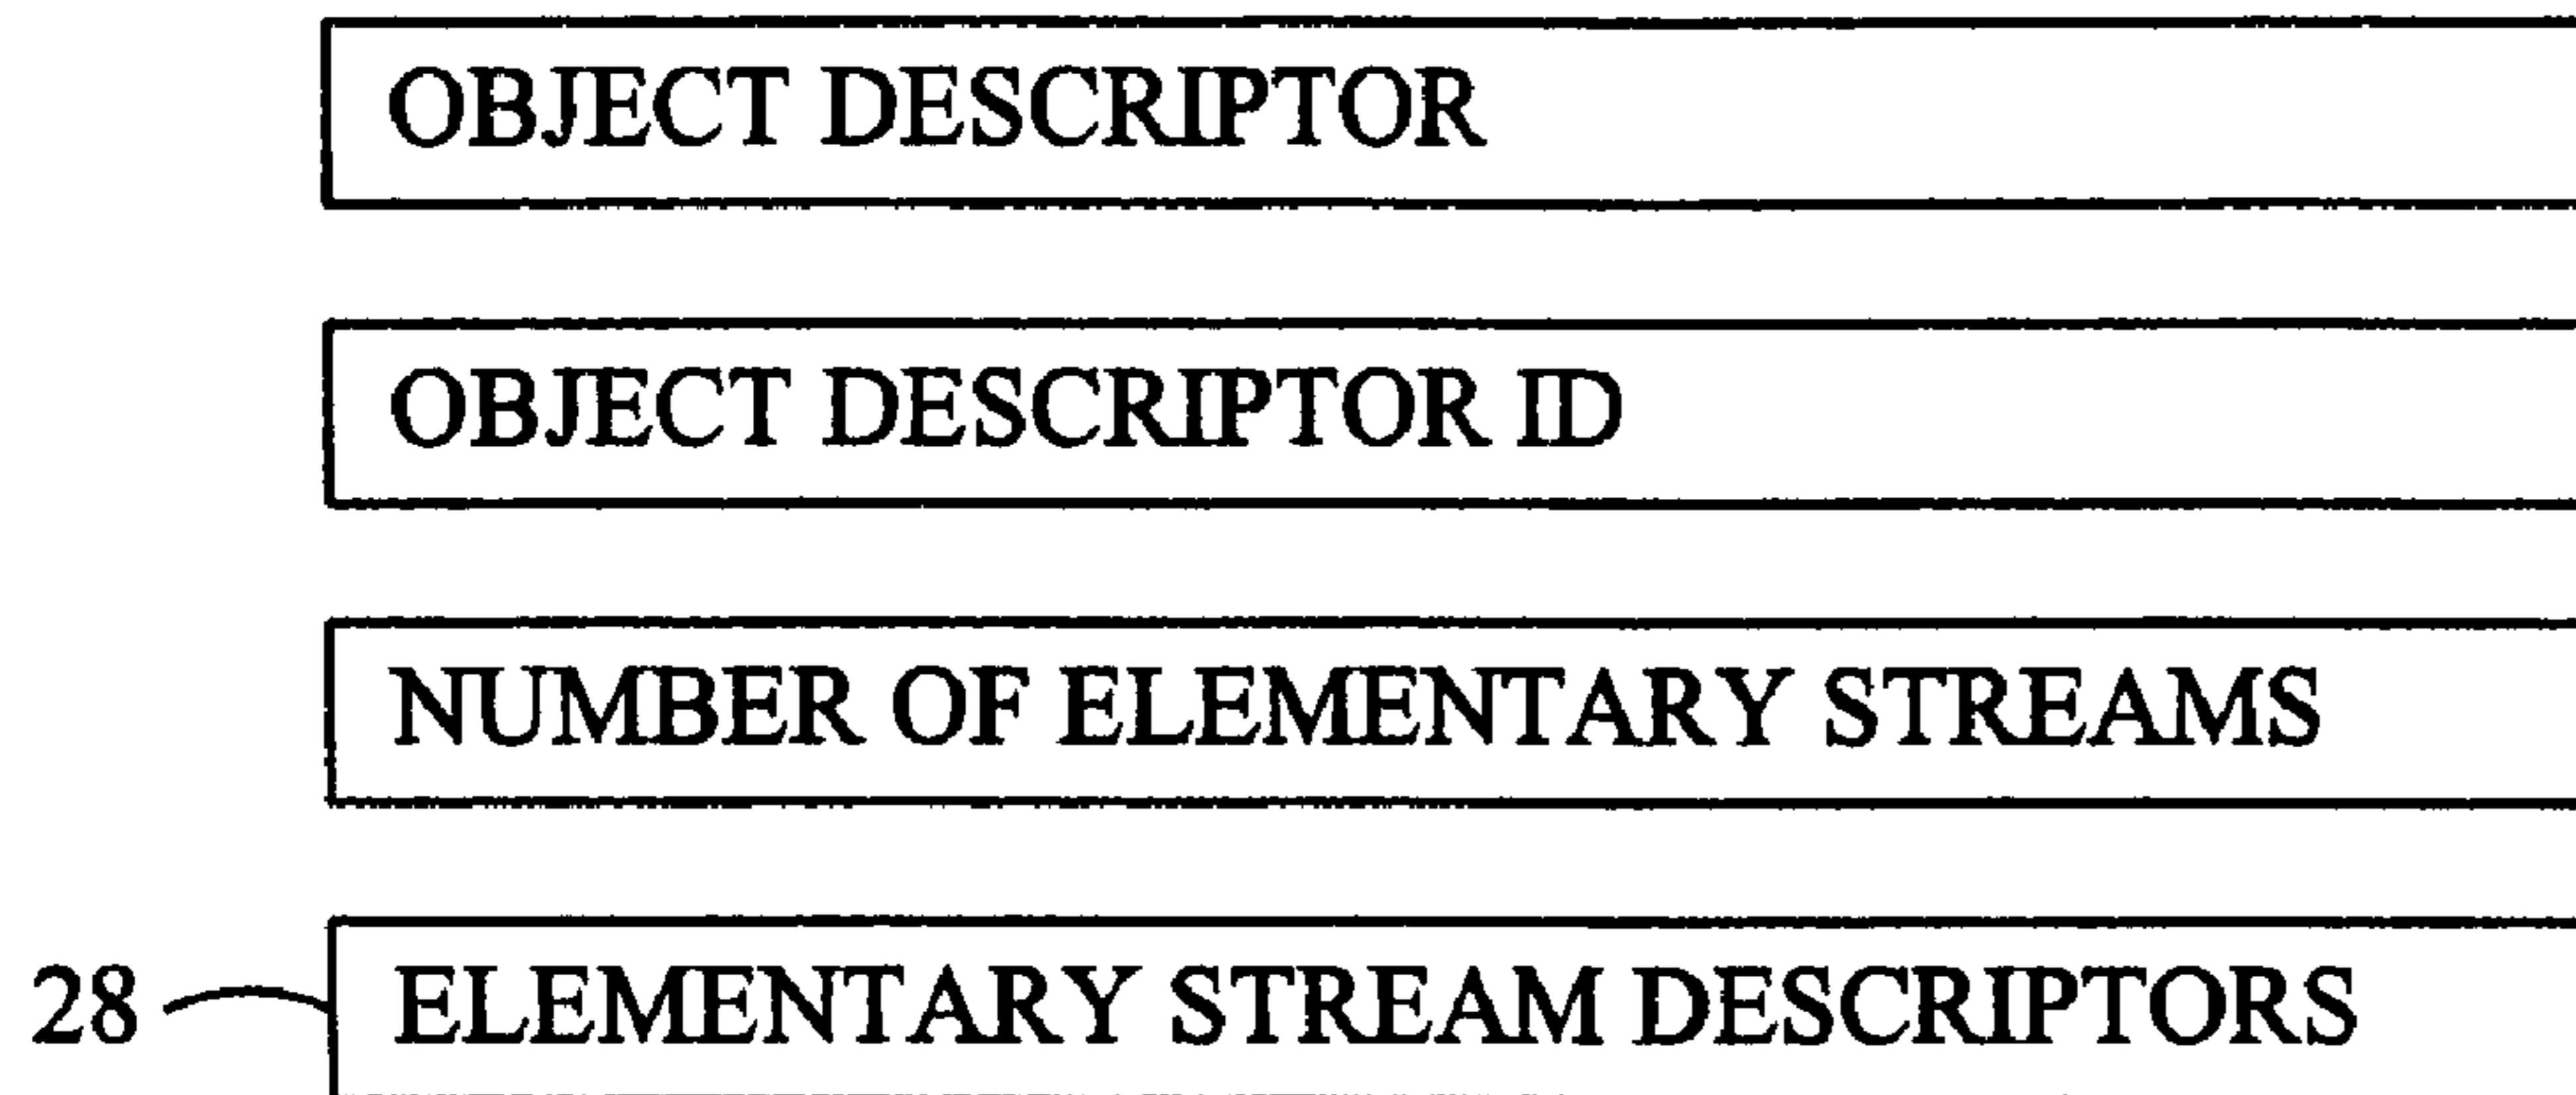 OBJECT DESCRIPTOR
OBJECT DESCRIPTOR ID
NUMBER OF ELEMENTARY STREAMS
28 ELEMENTARY STREAM DESCRIPTORS